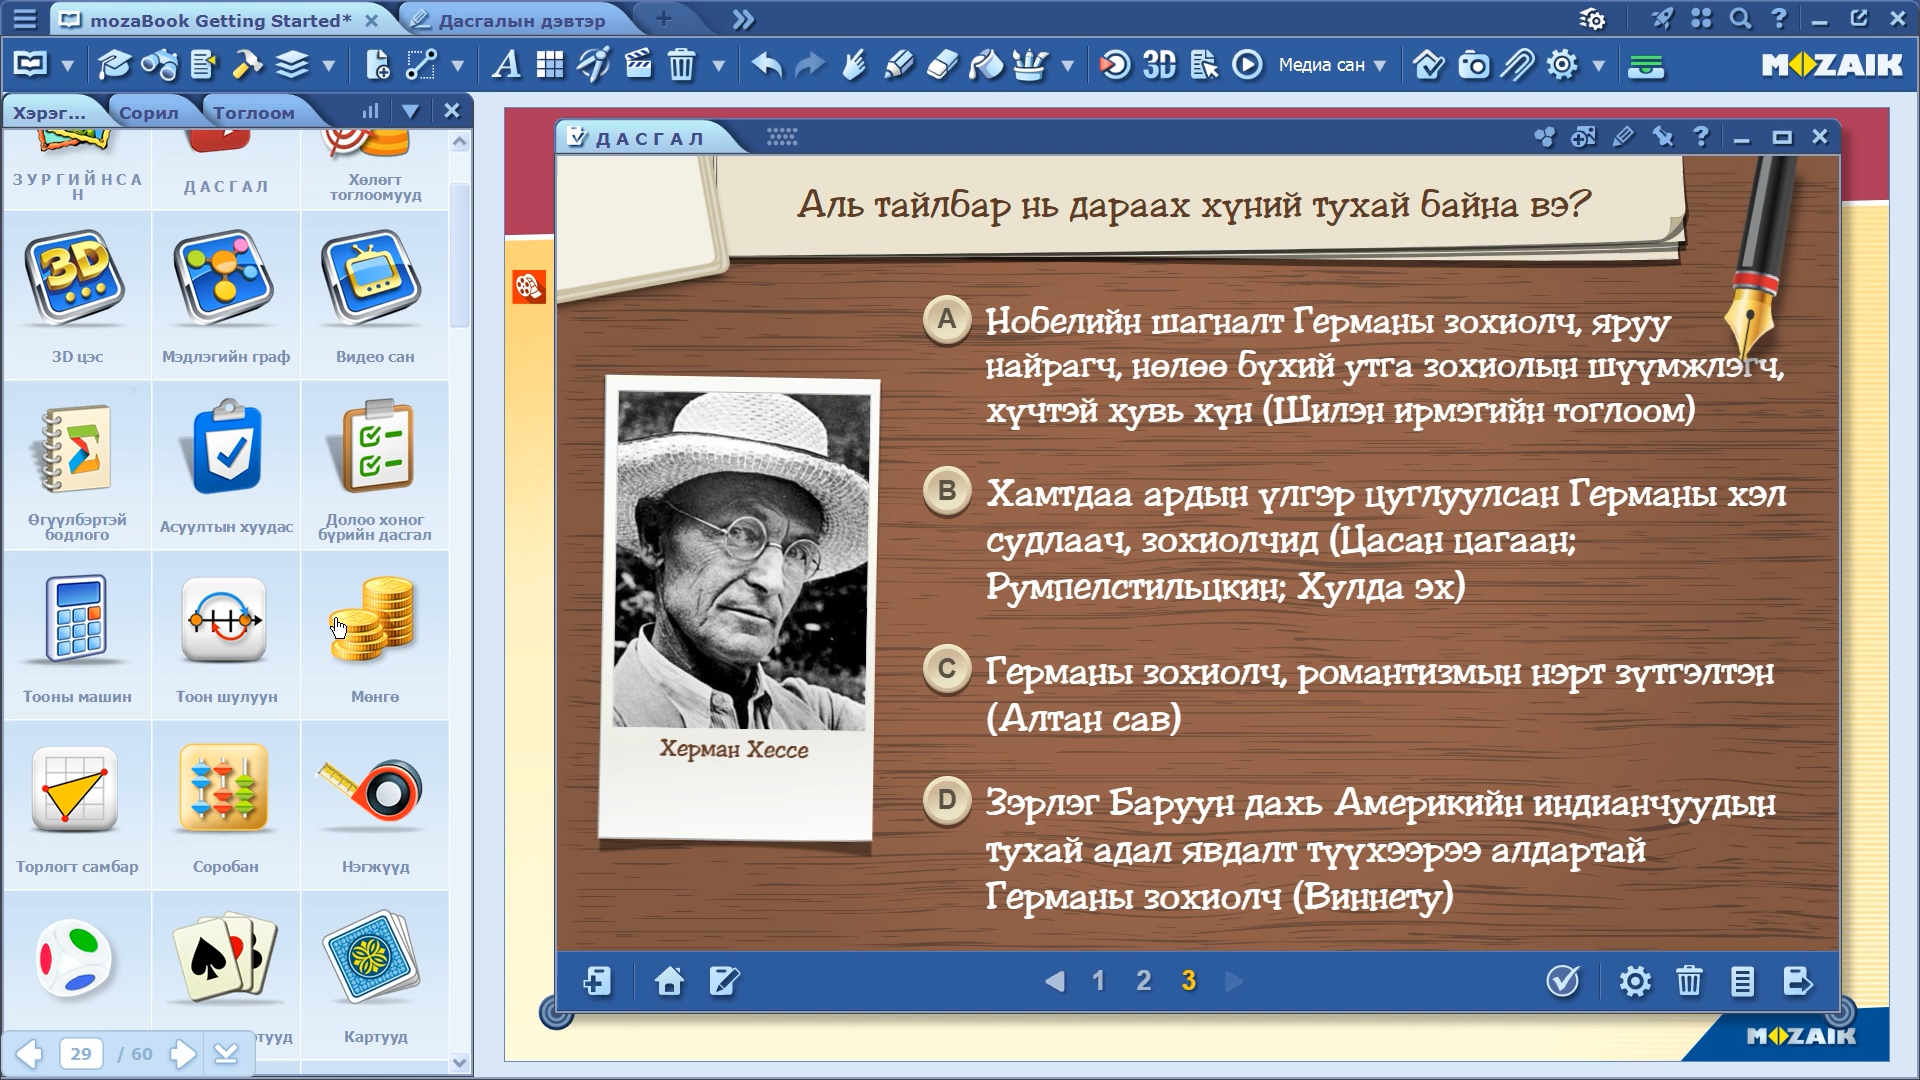 mozaBook Getting Started*
Дасгалын дэвтэр
3D
Медиа сан
MOZAIK
Хэрэг...
Сорил
Тоглоом
З У Р Г И Й Н С А
Н
Д А С Г А Л
Хөлөгт
тоглоомууд
3D
3D цэс
Мэдлэгийн граф
Видео сан
Өгүүлбэртэй
бодлого
Асуултын хуудас
Долоо хоног
бүрийн дасгал
Тооны машин
Тоон шулуун
Мөнгө
Торлогт самбар
Соробан
Нэгжүүд
Картууд
29
/ 60
ДАСГАЛ
Аль тайлбар нь дараах хүний тухай байна вэ?
Херман Хессе
A
Нобелийн шагналт Германы зохиолч, яруу
найрагч, нөлөө бүхий утга зохиолын шүүмжлэгч,
хүчтэй хувь хүн (Шилэн ирмэгийн тоглоом)
B
Хамтдаа ардын үлгэр цуглуулсан Германы хэл
судлаач, зохиолчид (Цасан цагаан;
Румпелстильцкин; Хулда эх)
C
Германы зохиолч, романтизмын нэрт зүтгэлтэн
(Алтан сав)
D
Зэрлэг Баруун дахь Америкийн индианчуудын
тухай адал явдалт түүхээрээ алдартай
Германы зохиолч (Виннету)
1 2 3
MOZAIK